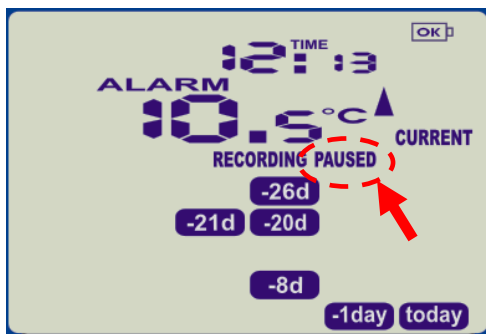 OK
12:13 TIME
ALARM
10.5°C
CURRENT
RECORDING PAUSED
-26d
-21d -20d
-8d
-1day today